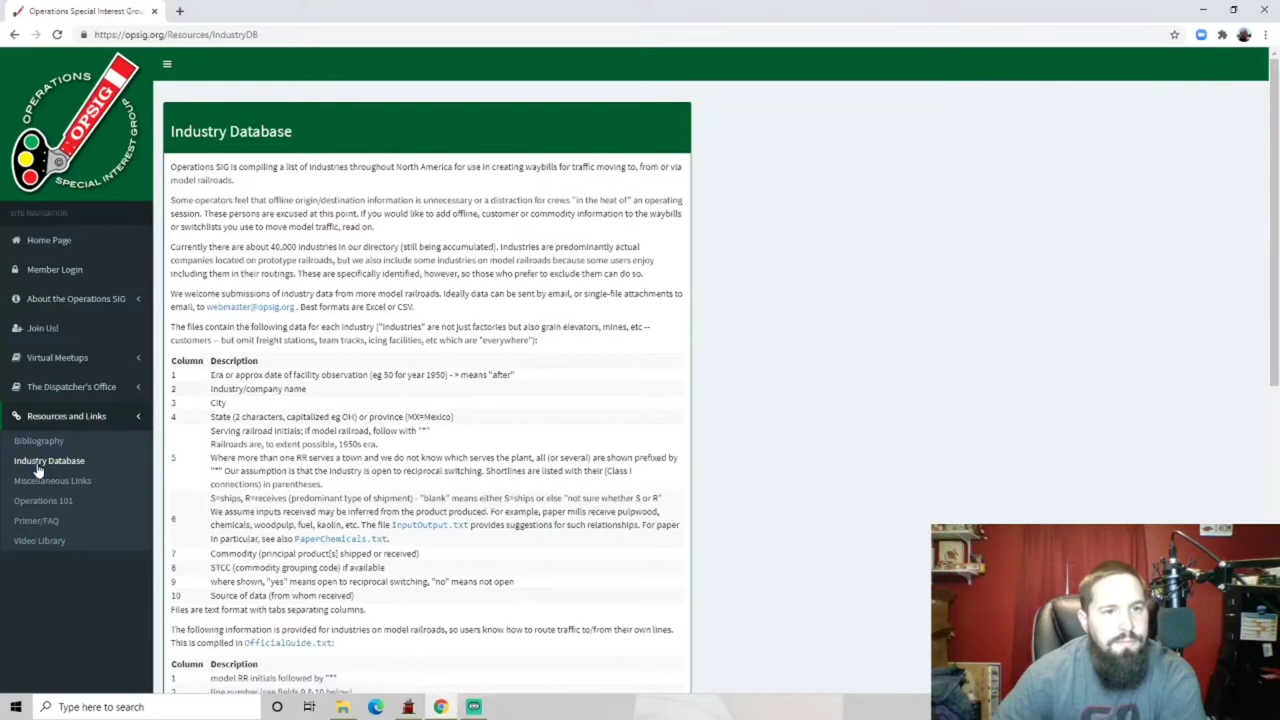 Operations Special Interest Grou
https://opsig.org/Resources/IndustryDB
OPERATIONS
OPSIG
SPECIAL INTEREST GROUP
SITE NAVIGATION
Home Page
Member Login
About the Operations SIG
Join Us!
Virtual Meetups
The Dispatcher's Office
Resources and Links
Bibliography
Industry Database
Miscellaneous Links
Operations 101
Primer/FAQ
Video Library
Industry Database
Operations SIG is compiling a list of industries throughout North America for use in creating waybills for traffic moving to, from or via
model railroads.
Some operators feel that offline origin/destination information is unnecessary or a distraction for crews "in the heat of" an operating
session. These persons are excused at this point. If you would like to add offline, customer or commodity information to the waybills
or switchlists you use to move model traffic, read on.
Currently there are about 40,000 industries in our directory (still being accumulated). Industries are predominantly actual
companies located on prototype railroads, but we also include some industries on model railroads because some users enjoy
including them in their routings. These are specifically identified, however, so those who prefer to exclude them can do so.
We welcome submissions of industry data from more model railroads. Ideally data can be sent by email, or single-file attachments to
email, to webmaster@opsig.org . Best formats are Excel or CSV.
The files contain the following data for each industry ("industries" are not just factories but also grain elevators, mines, etc --
customers -- but omit freight stations, team tracks, icing facilities, etc which are "everywhere"):
Column Description
1 Era or approx date of facility observation (eg 50 for year 1950) - > means "after"
2 Industry/company name
3 City
4 State (2 characters, capitalized eg OH) or province (MX=Mexico)
Serving railroad initials; if model railroad, follow with "*"
Railroads are, to extent possible, 1950s era.
5 Where more than one RR serves a town and we do not know which serves the plant, all (or several) are shown prefixed by
"*" Our assumption is that the industry is open to reciprocal switching. Shortlines are listed with their (Class I
connections) in parentheses.
S=ships, R=receives (predominant type of shipment) - "blank" means either S=ships or else "not sure whether S or R"
6 We assume inputs received may be inferred from the product produced. For example, paper mills receive pulpwood,
chemicals, woodpulp, fuel, kaolin, etc. The file InputOutput.txt provides suggestions for such relationships. For paper
in particular, see also PaperChemicals.txt.
7 Commodity (principal product[s] shipped or received)
8 STCC (commodity grouping code) if available
9 where shown, "yes" means open to reciprocal switching, "no" means not open
10 Source of data (from whom received)
Files are text format with tabs separating columns.
The following information is provided for industries on model railroads, so users know how to route traffic to/from their own lines.
This is compiled in OfficialGuide.txt:
Column Description
1 model RR initials followed by "*"
2 line number (see fields 9 & 10 below)
Type here to search